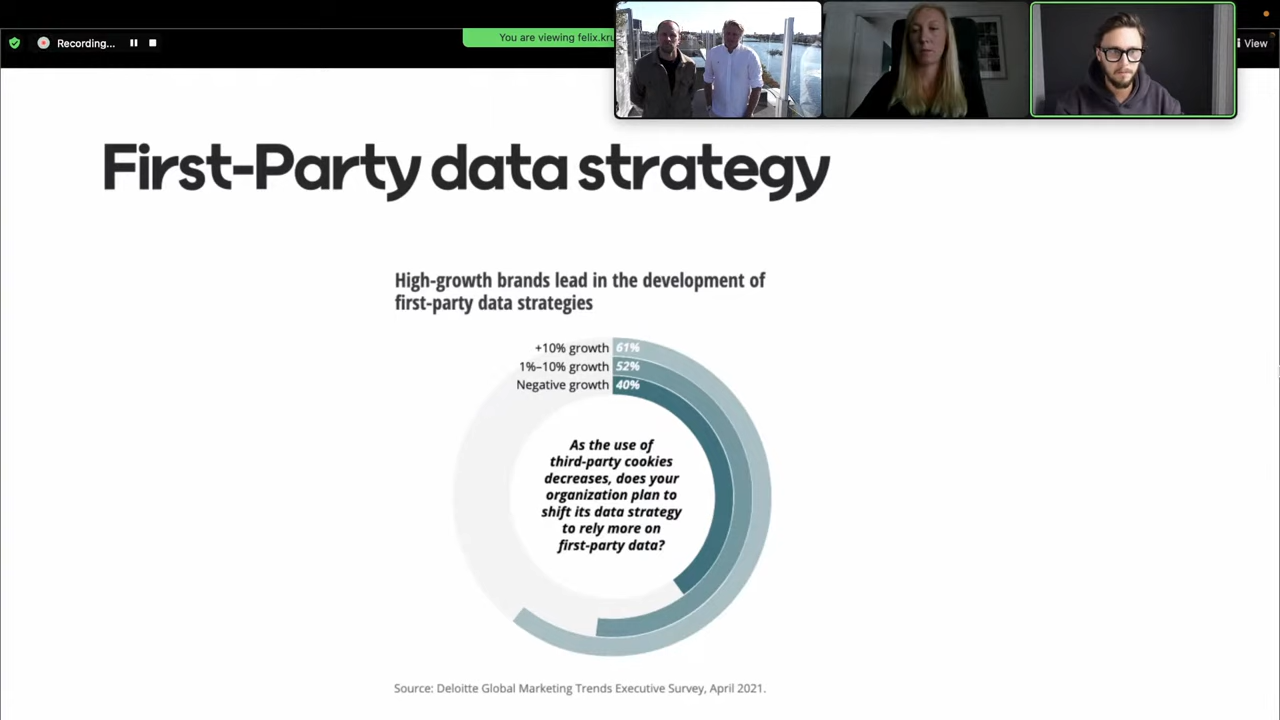 Recording...
You are viewing felix.kru
View
First-Party data strategy
High-growth brands lead in the development of
first-party data strategies
+10% growth 61%
1%–10% growth 52%
Negative growth 40%
As the use of
third-party cookies
decreases, does your
organization plan to
shift its data strategy
to rely more on
first-party data?
Source: Deloitte Global Marketing Trends Executive Survey, April 2021.